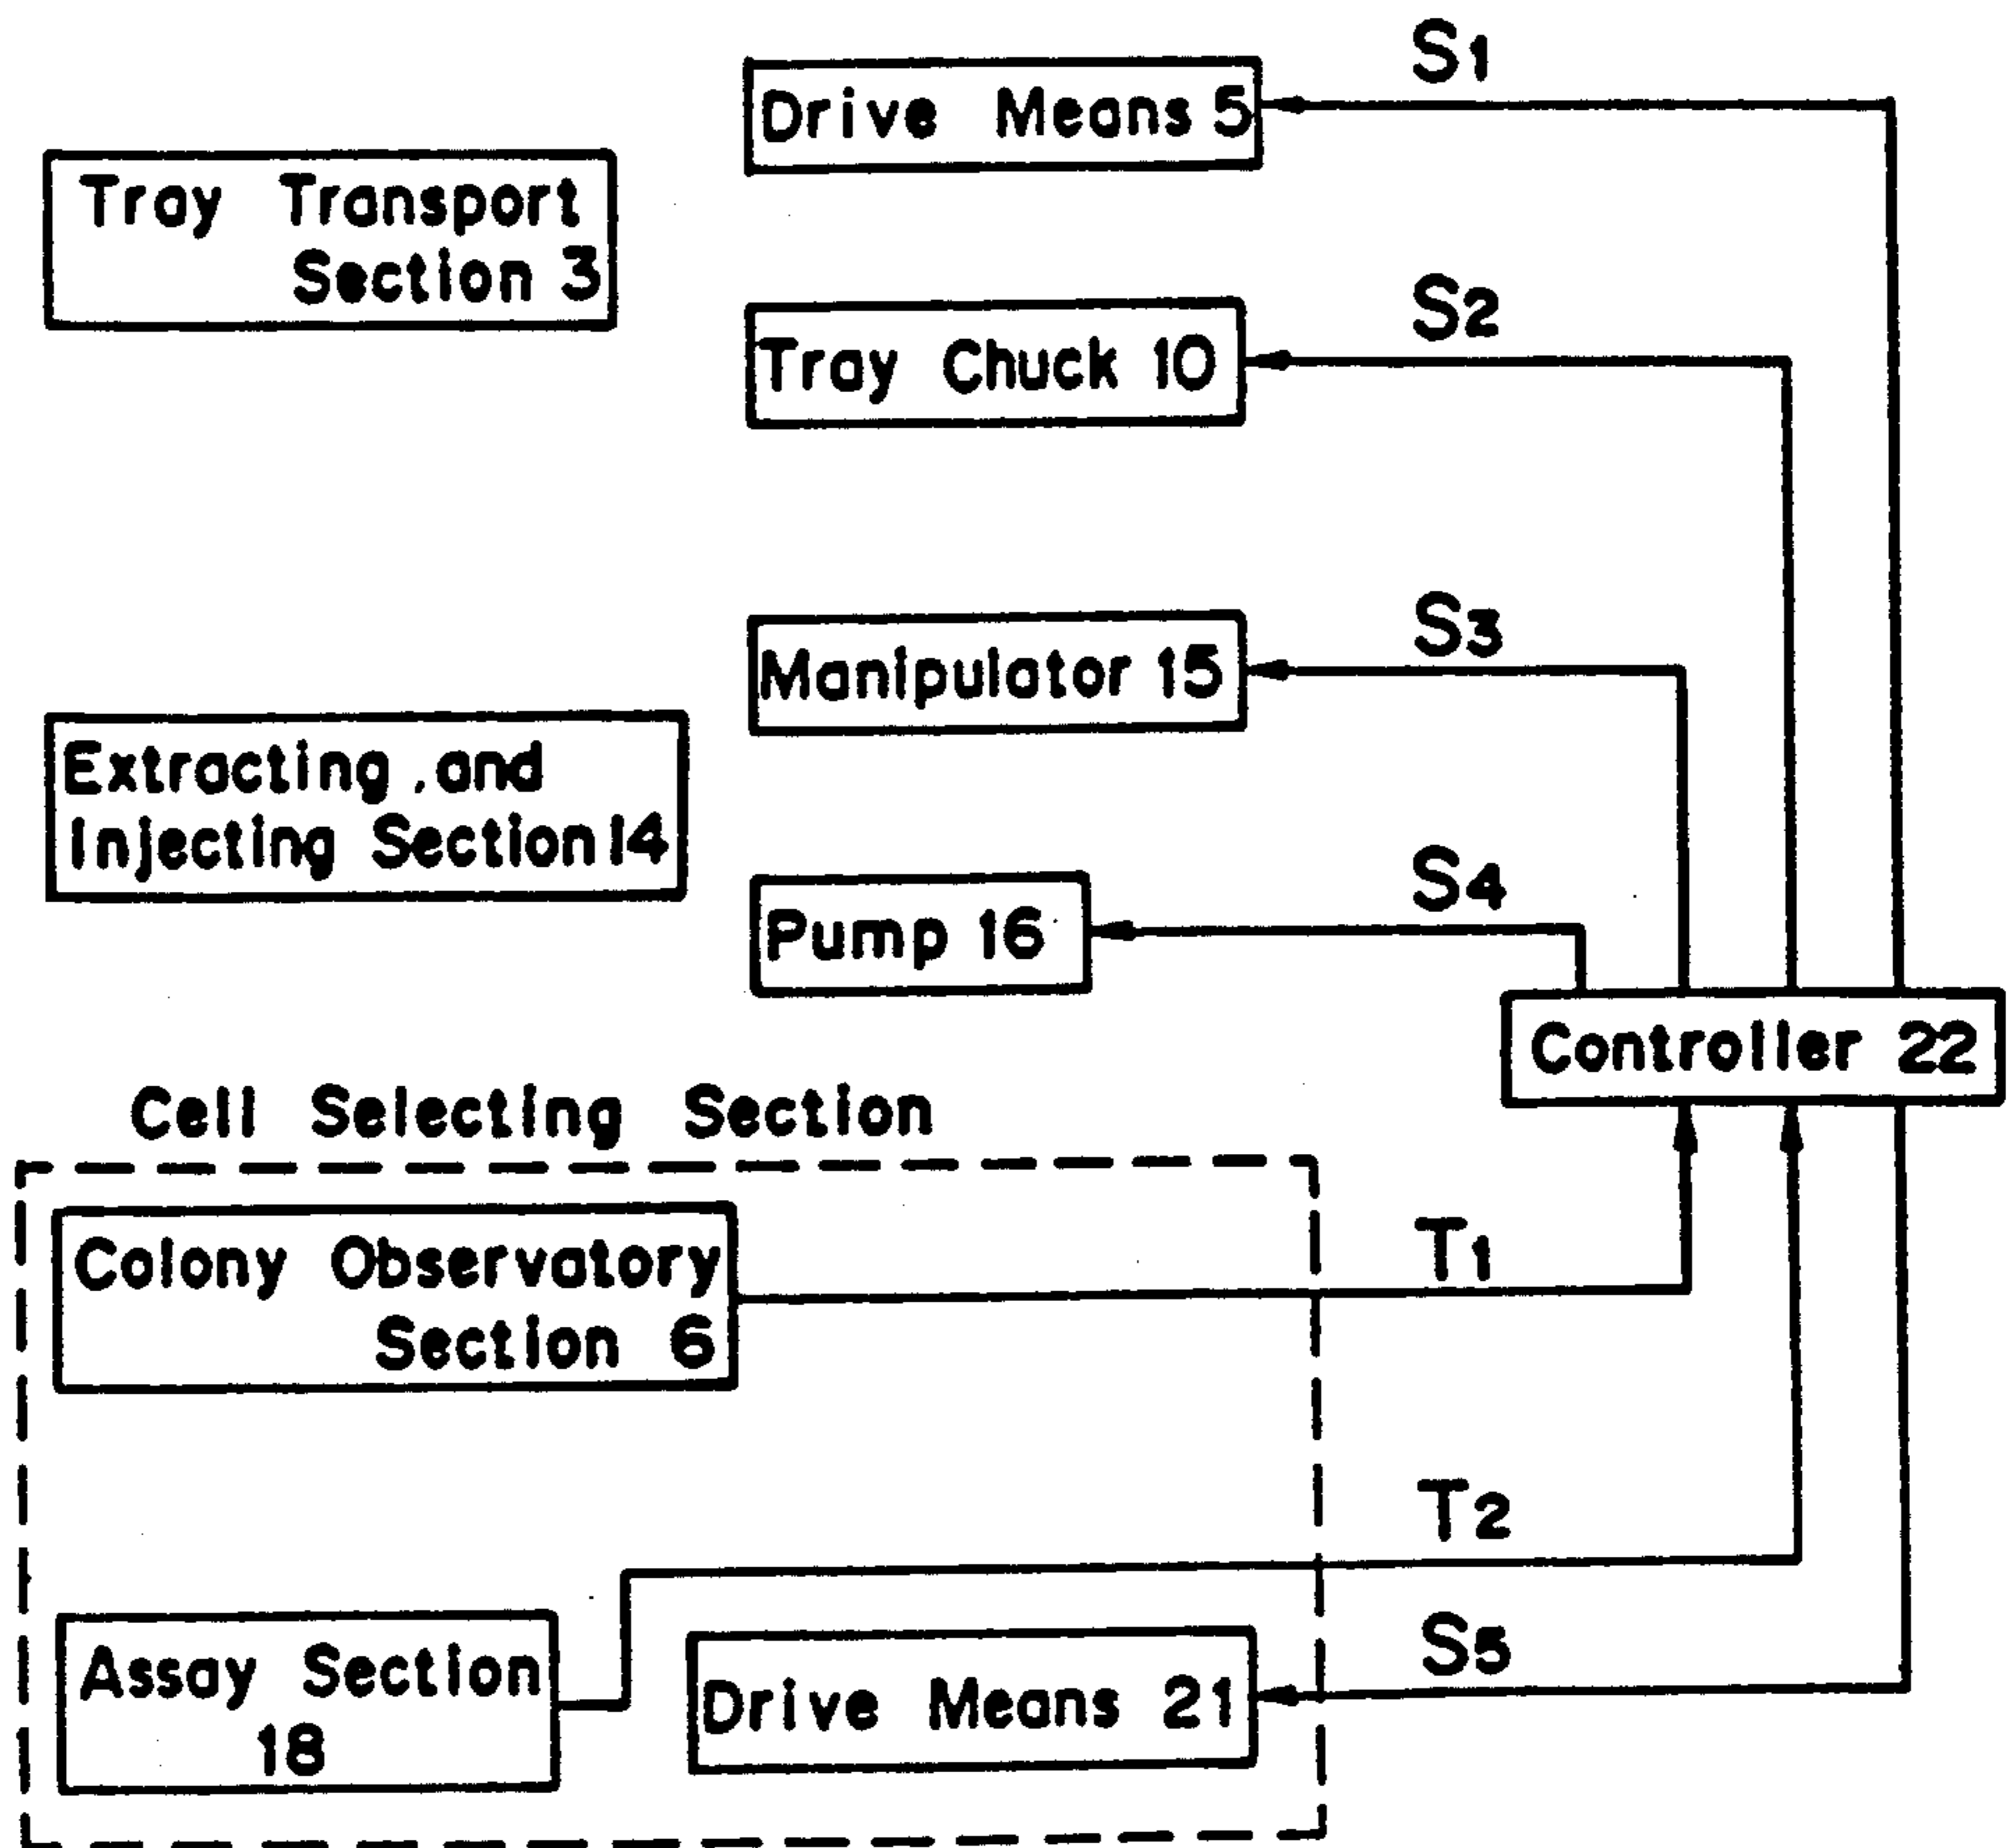 Drive Means 5
S1
Tray Transport
Section 3
Tray Chuck 10
S2
Manipulator 15
S3
Extracting and
Injecting Section 14
Pump 16
S4
Controller 22
Cell Selecting Section
Colony Observatory
Section 6
T1
T2
Assay Section
18
Drive Means 21
S5